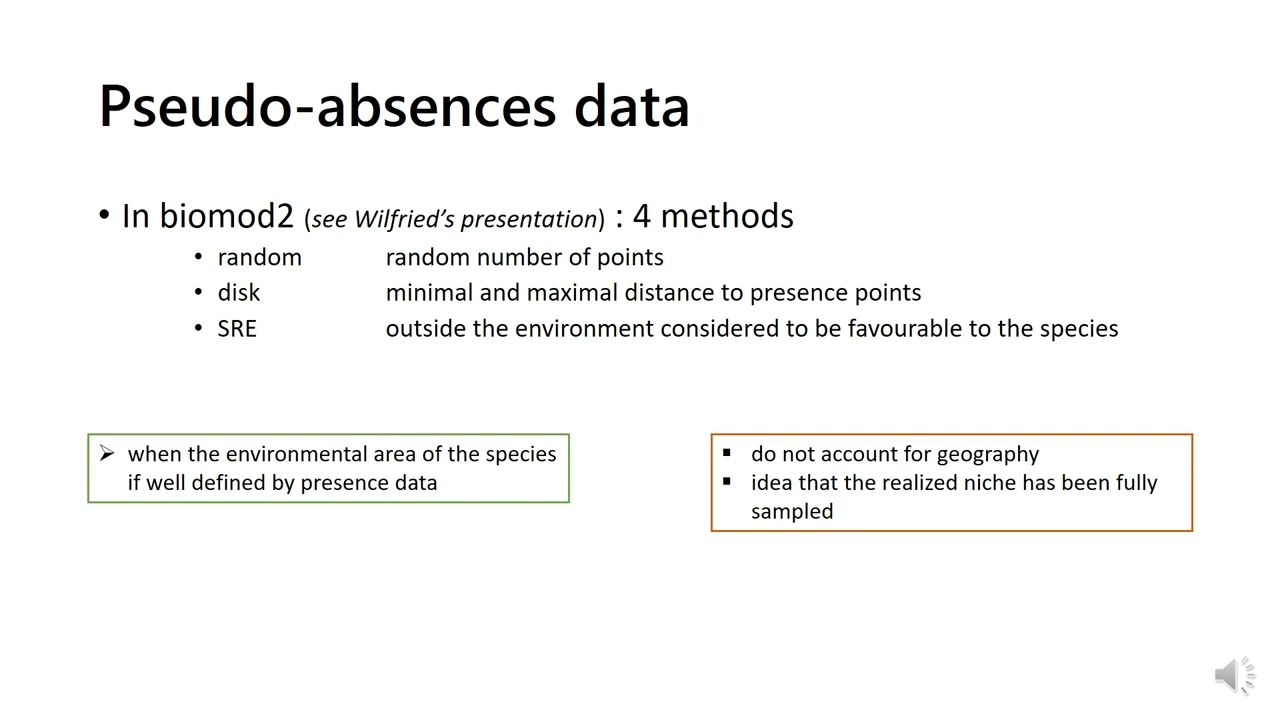 Pseudo-absences data
• In biomod2 (see Wilfried’s presentation) : 4 methods
• random random number of points
• disk minimal and maximal distance to presence points
• SRE outside the environment considered to be favourable to the species
➢ when the environmental area of the species
if well defined by presence data
▪ do not account for geography
▪ idea that the realized niche has been fully
sampled